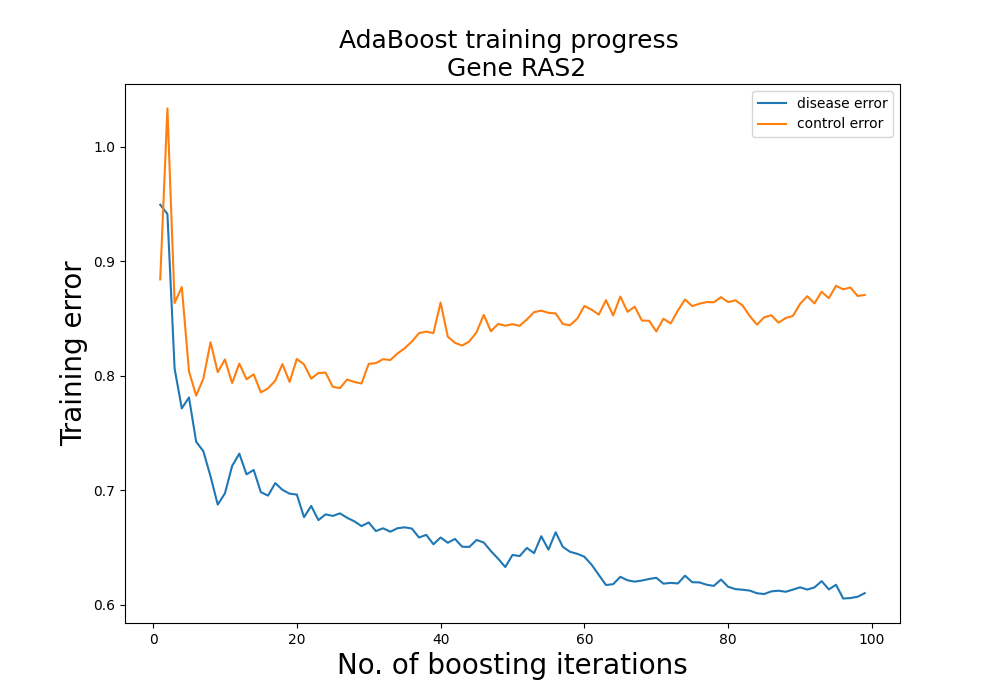 AdaBoost training progress
Gene RAS2
disease error
control error
1.0
0.9
0.8
0.7
0.6
Training error
0
20
40
60
80
100
No. of boosting iterations